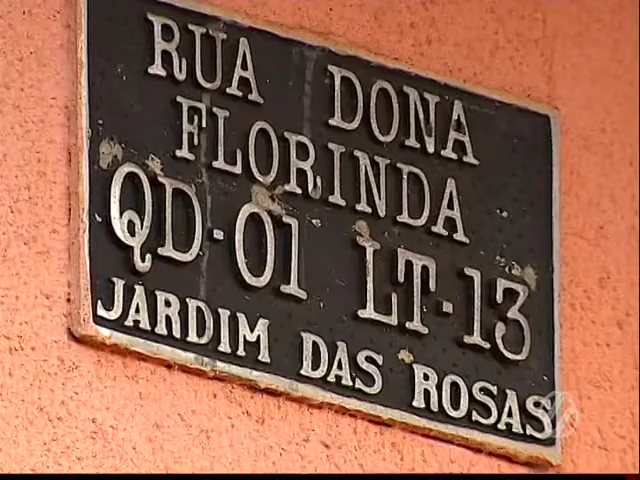 RUA DONA
FLORINDA
QD·01 LT·13
JARDIM DAS ROSAS